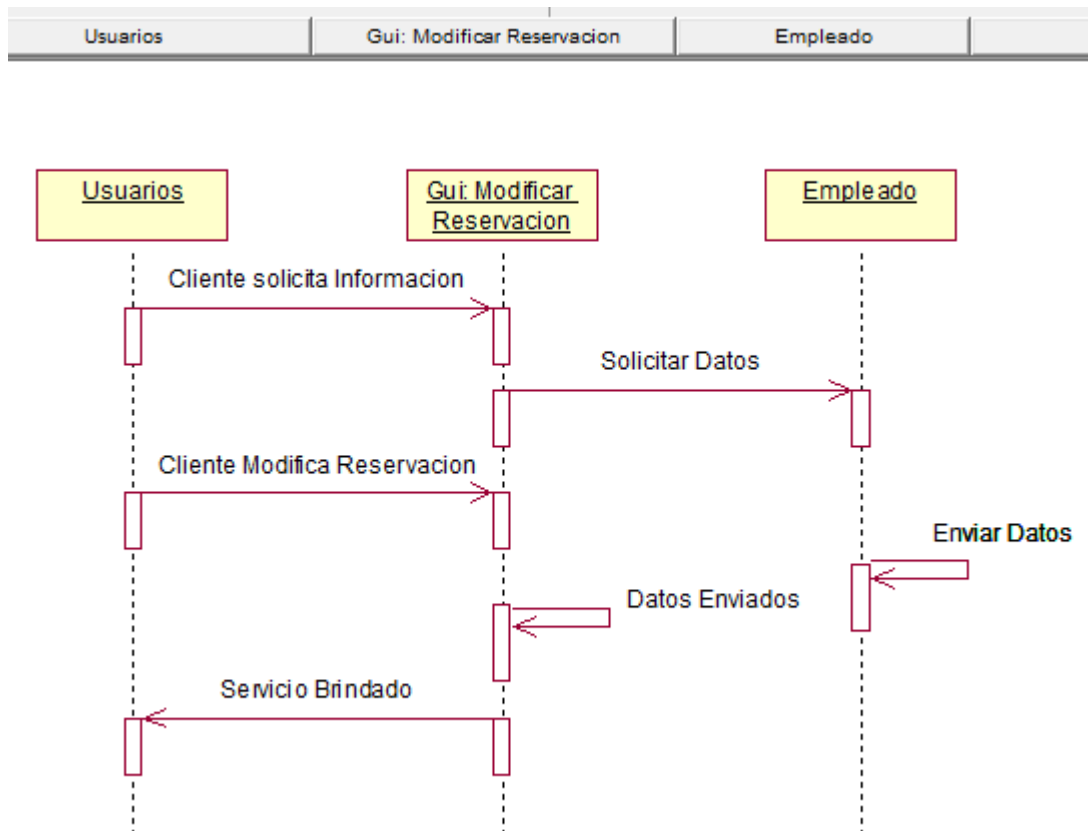 Usuarios
Gui: Modificar Reservacion
Empleado
Usuarios
Gui: Modificar
Reservacion
Empleado
Cliente solicita Informacion
Solicitar Datos
Cliente Modifica Reservacion
Enviar Datos
Datos Enviados
Servicio Brindado